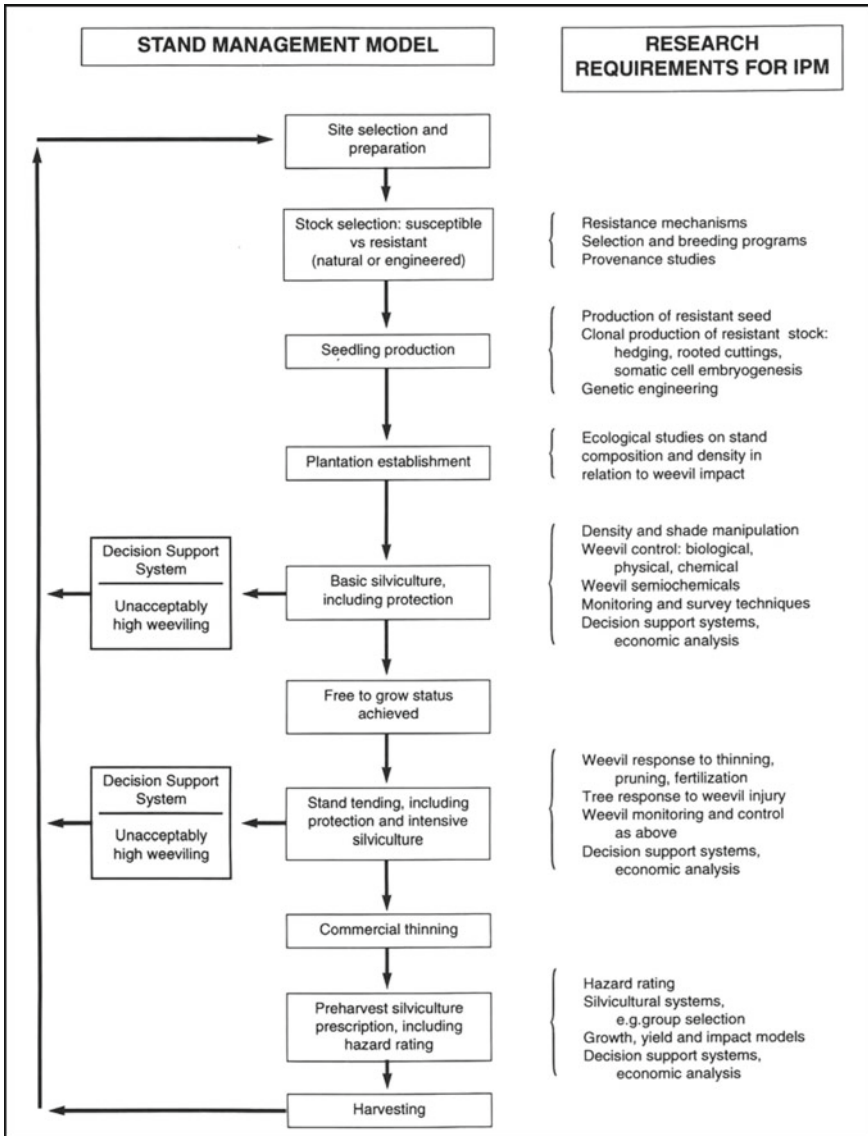 STAND MANAGEMENT MODEL
RESEARCH
REQUIREMENTS FOR IPM
Site selection and
preparation
Stock selection: susceptible
vs resistant
(natural or engineered)
Resistance mechanisms
Selection and breeding programs
Provenance studies
Seedling production
Production of resistant seed
Clonal production of resistant stock:
hedging, rooted cuttings,
somatic cell embryogenesis
Genetic engineering
Plantation establishment
Ecological studies on stand
composition and density in
relation to weevil impact
Decision Support
System
Unacceptably
high weeviling
Basic silviculture,
including protection
Density and shade manipulation
Weevil control: biological,
physical, chemical
Weevil semiochemicals
Monitoring and survey techniques
Decision support systems,
economic analysis
Free to grow status
achieved
Decision Support
System
Unacceptably
high weeviling
Stand tending, including
protection and intensive
silviculture
Weevil response to thinning,
pruning, fertilization
Tree response to weevil injury
Weevil monitoring and control
as above
Decision support systems,
economic analysis
Commercial thinning
Preharvest silviculture
prescription, including
hazard rating
Hazard rating
Silvicultural systems,
e.g.group selection
Growth, yield and impact models
Decision support systems,
economic analysis
Harvesting